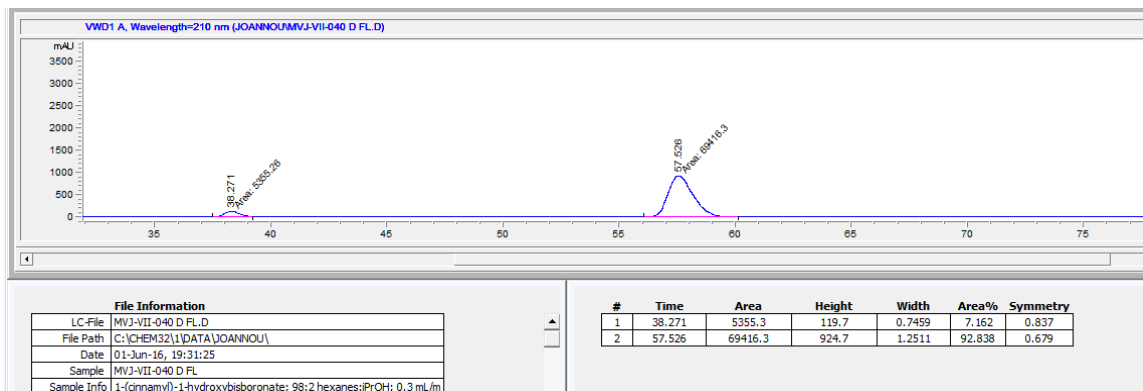 VWD1 A, Wavelength=210 nm (JOANNOU\MVJ-VII-040 D FL.D)
mAU
3500
3000
2500
2000
1500
1000
500
0
38.271
Area: 5355.26
57.526
Area: 69416.3
35 40 45 50 55 60 65 70 75
File Information
LC-File MVJ-VII-040 D FL.D
File Path C:\CHEM32\1\DATA\JOANNOU\
Date 01-Jun-16, 19:31:25
Sample MVJ-VII-040 D FL
Sample Info 1-(cinnamyl)-1-hydroxybisboronate; 98:2 hexanes:iPrOH; 0.3 mL/m
# Time Area Height Width Area% Symmetry
1 38.271 5355.3 119.7 0.7459 7.162 0.837
2 57.526 69416.3 924.7 1.2511 92.838 0.679